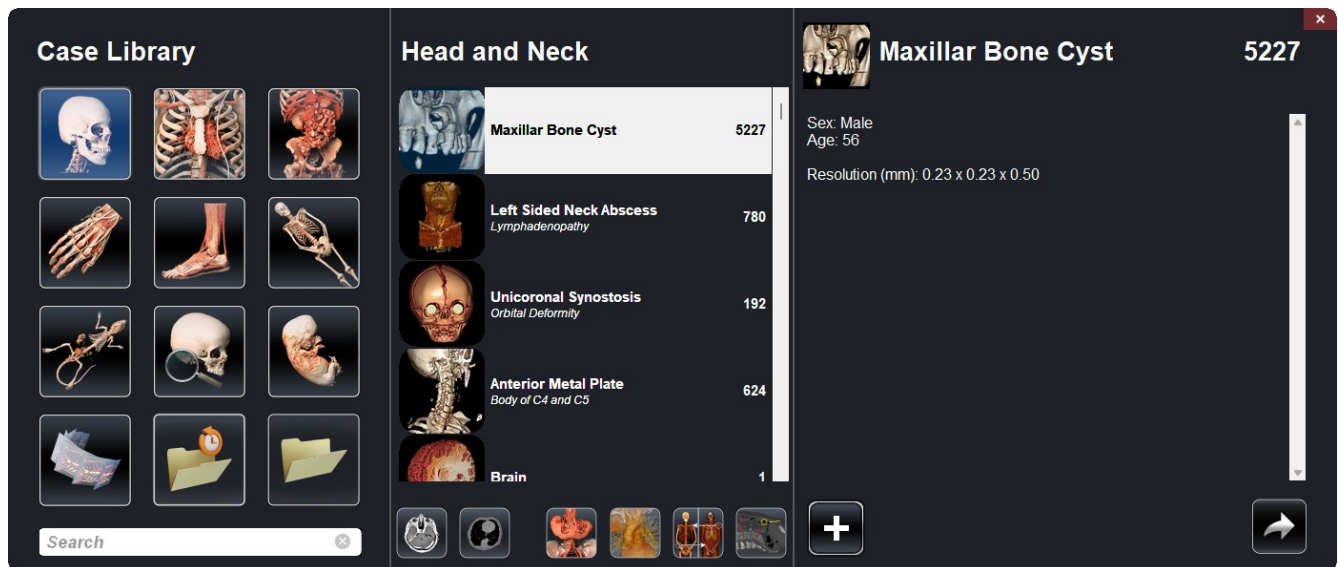 Case Library
Search
Head and Neck
Maxillar Bone Cyst 5227
Left Sided Neck Abscess 780
Lymphadenopathy
Unicoronal Synostosis 192
Orbital Deformity
Anterior Metal Plate 624
Body of C4 and C5
Brain 1
Maxillar Bone Cyst 5227
Sex: Male
Age: 56
Resolution (mm): 0.23 x 0.23 x 0.50